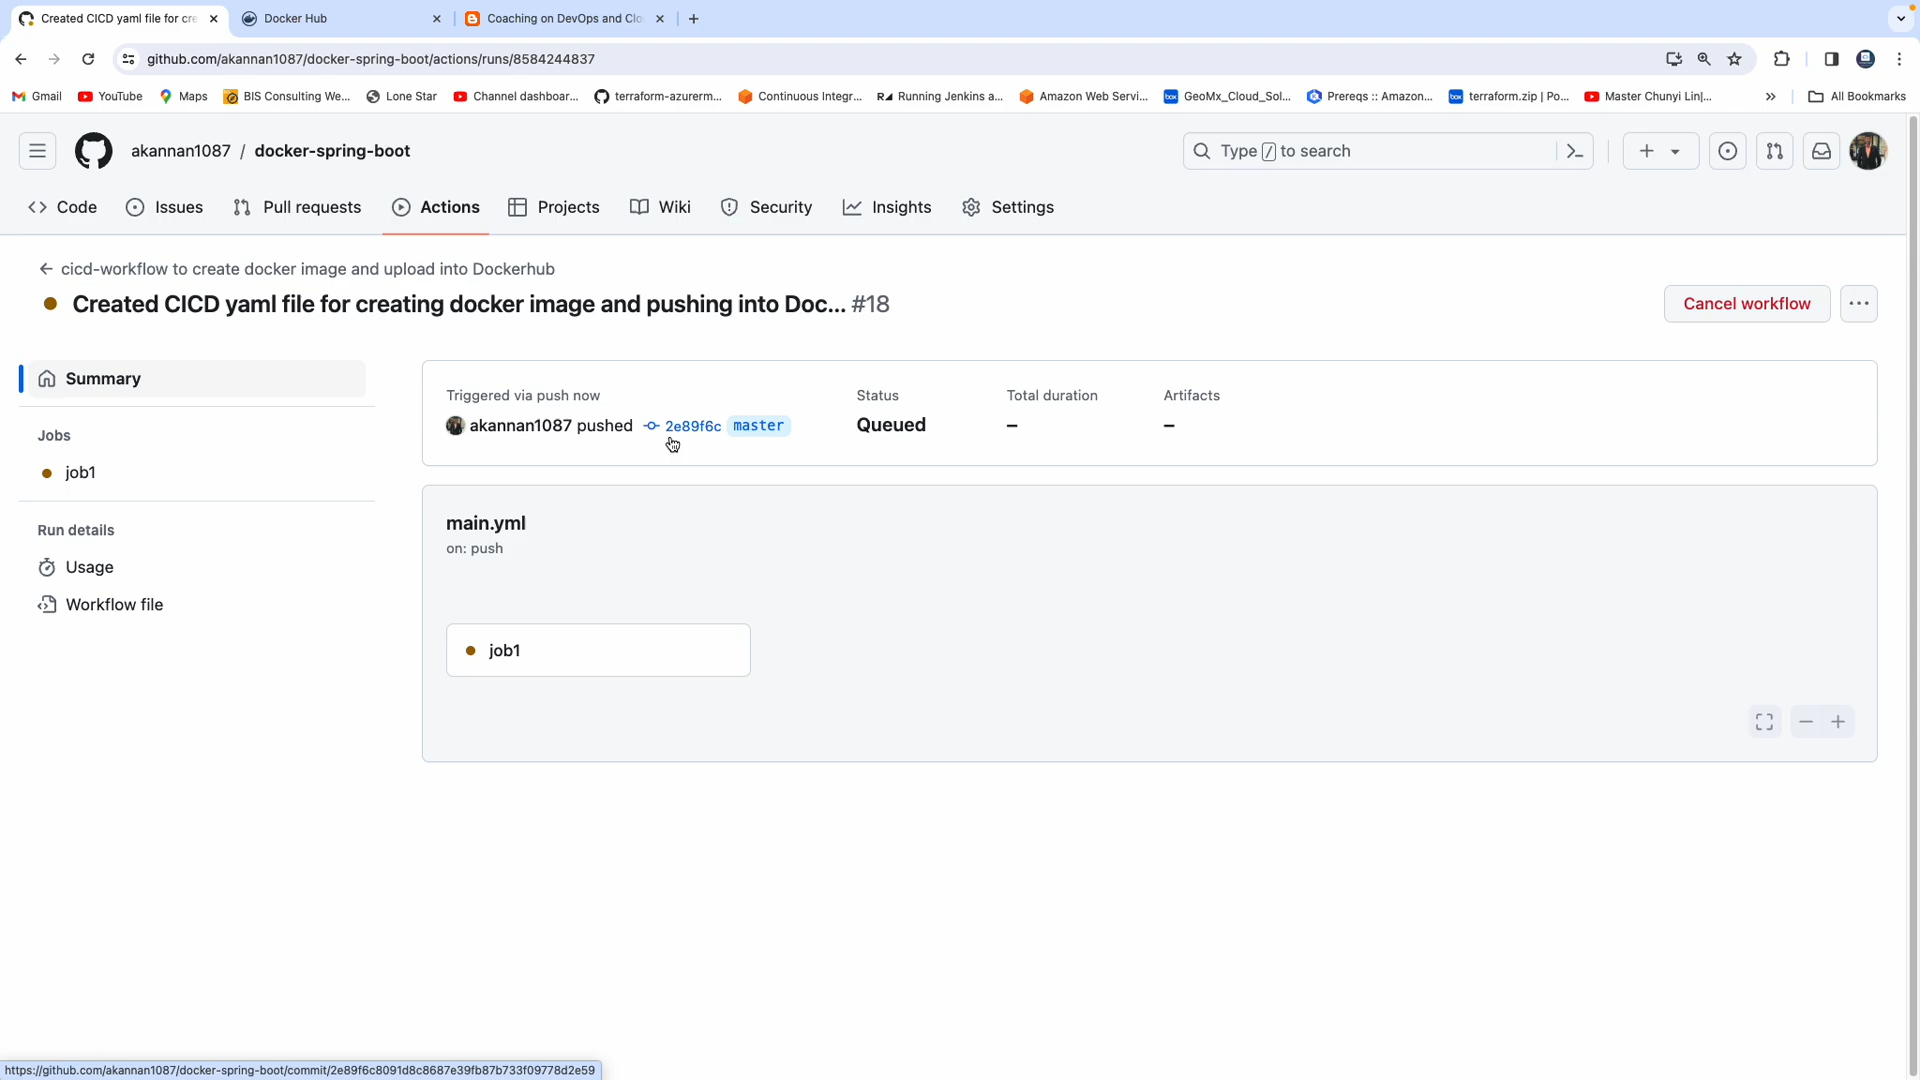 Created CICD yaml file for cre
Docker Hub
Coaching on DevOps and Clo
github.com/akannan1087/docker-spring-boot/actions/runs/8584244837
Gmail
YouTube
Maps
BIS Consulting We...
Lone Star
Channel dashboar...
terraform-azurerm...
Continuous Integr...
Running Jenkins a...
Amazon Web Servi...
GeoMx_Cloud_Sol...
Prereqs :: Amazon...
terraform.zip | Po...
Master Chunyi Lin|...
All Bookmarks
akannan1087 / docker-spring-boot
Type / to search
Code
Issues
Pull requests
Actions
Projects
Wiki
Security
Insights
Settings
cicd-workflow to create docker image and upload into Dockerhub
Created CICD yaml file for creating docker image and pushing into Doc... #18
Cancel workflow
Summary
Jobs
job1
Run details
Usage
Workflow file
Triggered via push now
akannan1087 pushed 2e89f6c master
Status
Queued
Total duration
–
Artifacts
–
main.yml
on: push
job1
https://github.com/akannan1087/docker-spring-boot/commit/2e89f6c8091d8c8687e39fb87b733f09778d2e59